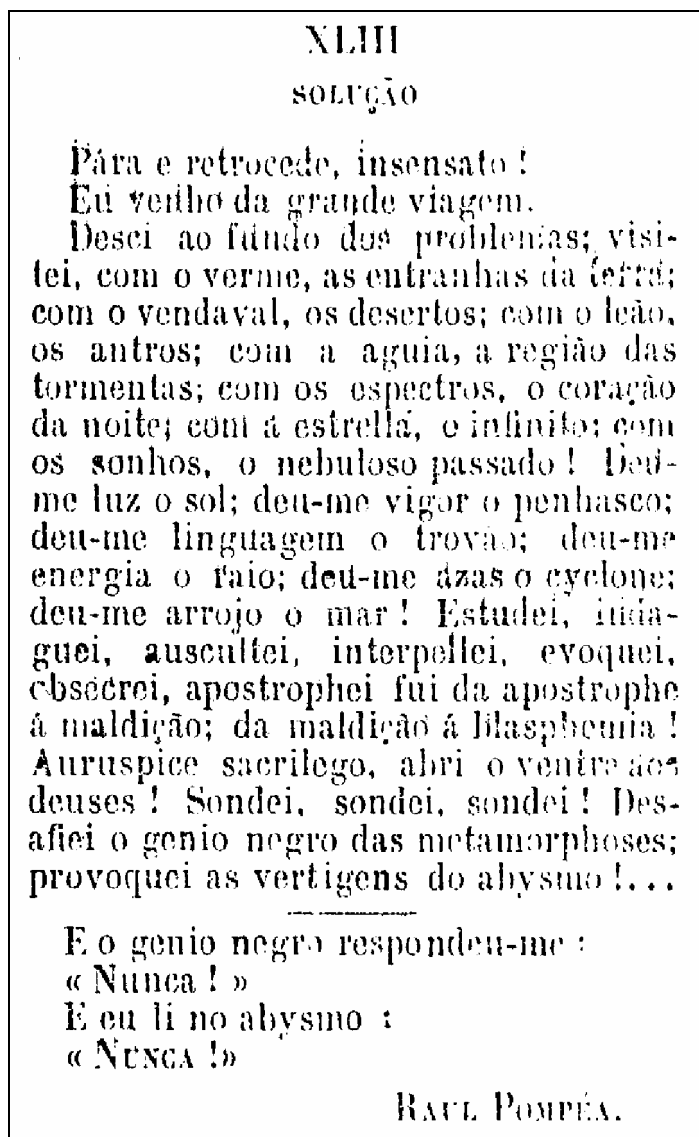 XLIII
SOLUÇÃO
Pára e retrocede, insensato !
Eu venho da grande viagem.
Desci ao fundo dos problemas; visi-
tei, com o verme, as entranhas da terra;
com o vendaval, os desertos; com o leão,
os antros; com a aguia, a região das
tormentas; com os espectros, o coração
da noite; com a estrella, o infinito; com
os sonhos, o nebuloso passado ! Deu-
me luz o sol; deu-me vigor o penhasco;
deu-me linguagem o trovão; deu-me
energia o raio; deu-me azas o cyclone;
deu-me arrojo o mar ! Estudei, inda-
guei, auscultei, interpellei, evoquei,
obsecrei, apostrophei fui da apostrophe
á maldição; da maldição á blasphemia !
Auruspice sacrilego, abri o ventre aos
deuses ! Sondei, sondei, sondei ! Des-
afiei o genio negro das metamorphoses;
provoquei as vertigens do abysmo !...
E o genio negro respondeu-me :
« Nunca ! »
E eu li no abysmo :
« NUNCA !»
RAUL POMPÉA.